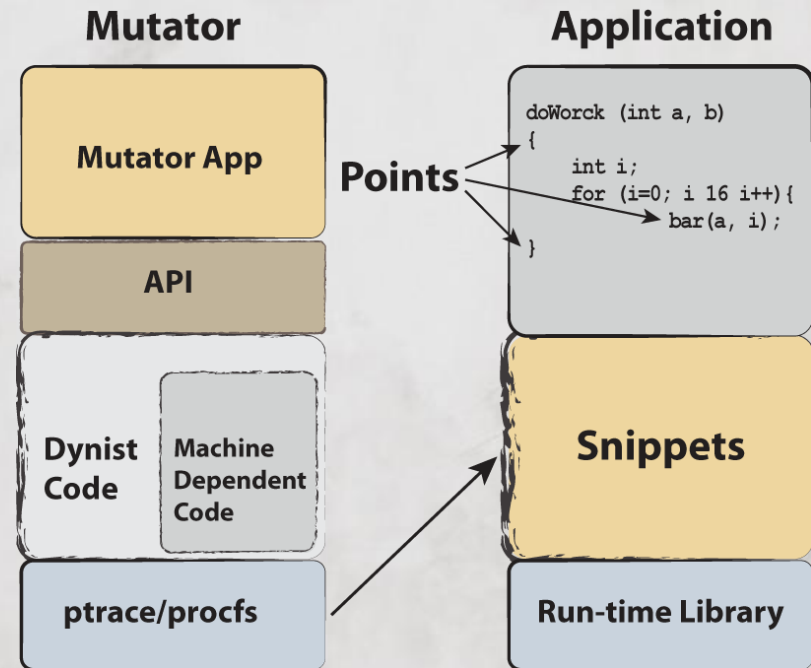 Mutator
Mutator App
API
Dynist
Code
Machine
Dependent
Code
ptrace/procfs
Points
Application
doWorck (int a, b)
{
int i;
for (i=0; i 16 i++){
bar(a, i);
}
Snippets
Run-time Library